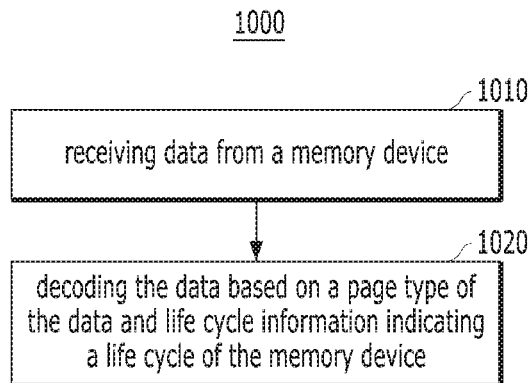 1000
1010
receiving data from a memory device
1020
decoding the data based on a page type of
the data and life cycle information indicating
a life cycle of the memory device